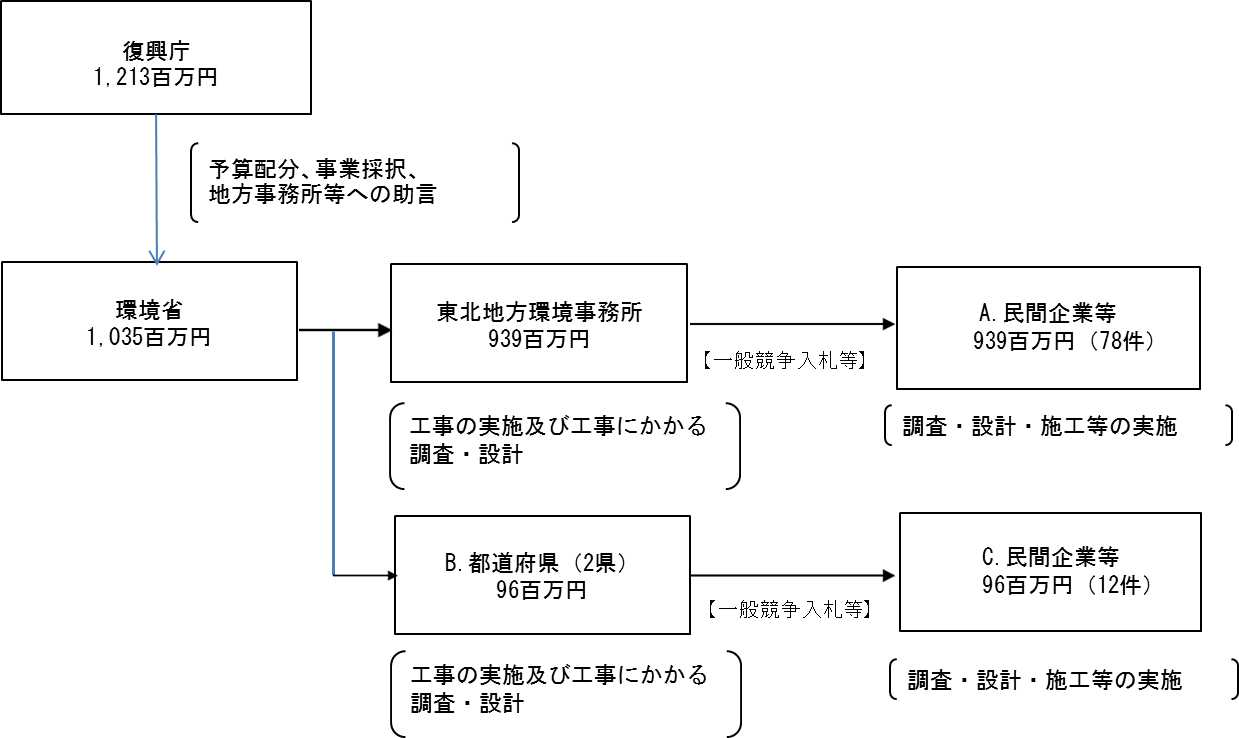 復興庁
1,213百万円
予算配分、事業採択、
地方事務所等への助言
環境省
1,035百万円
東北地方環境事務所
939百万円
【一般競争入札等】
A.民間企業等
939百万円（78件）
工事の実施及び工事にかかる
調査・設計
調査・設計・施工等の実施
B.都道府県（2県）
96百万円
【一般競争入札等】
C.民間企業等
96百万円（12件）
工事の実施及び工事にかかる
調査・設計
調査・設計・施工等の実施